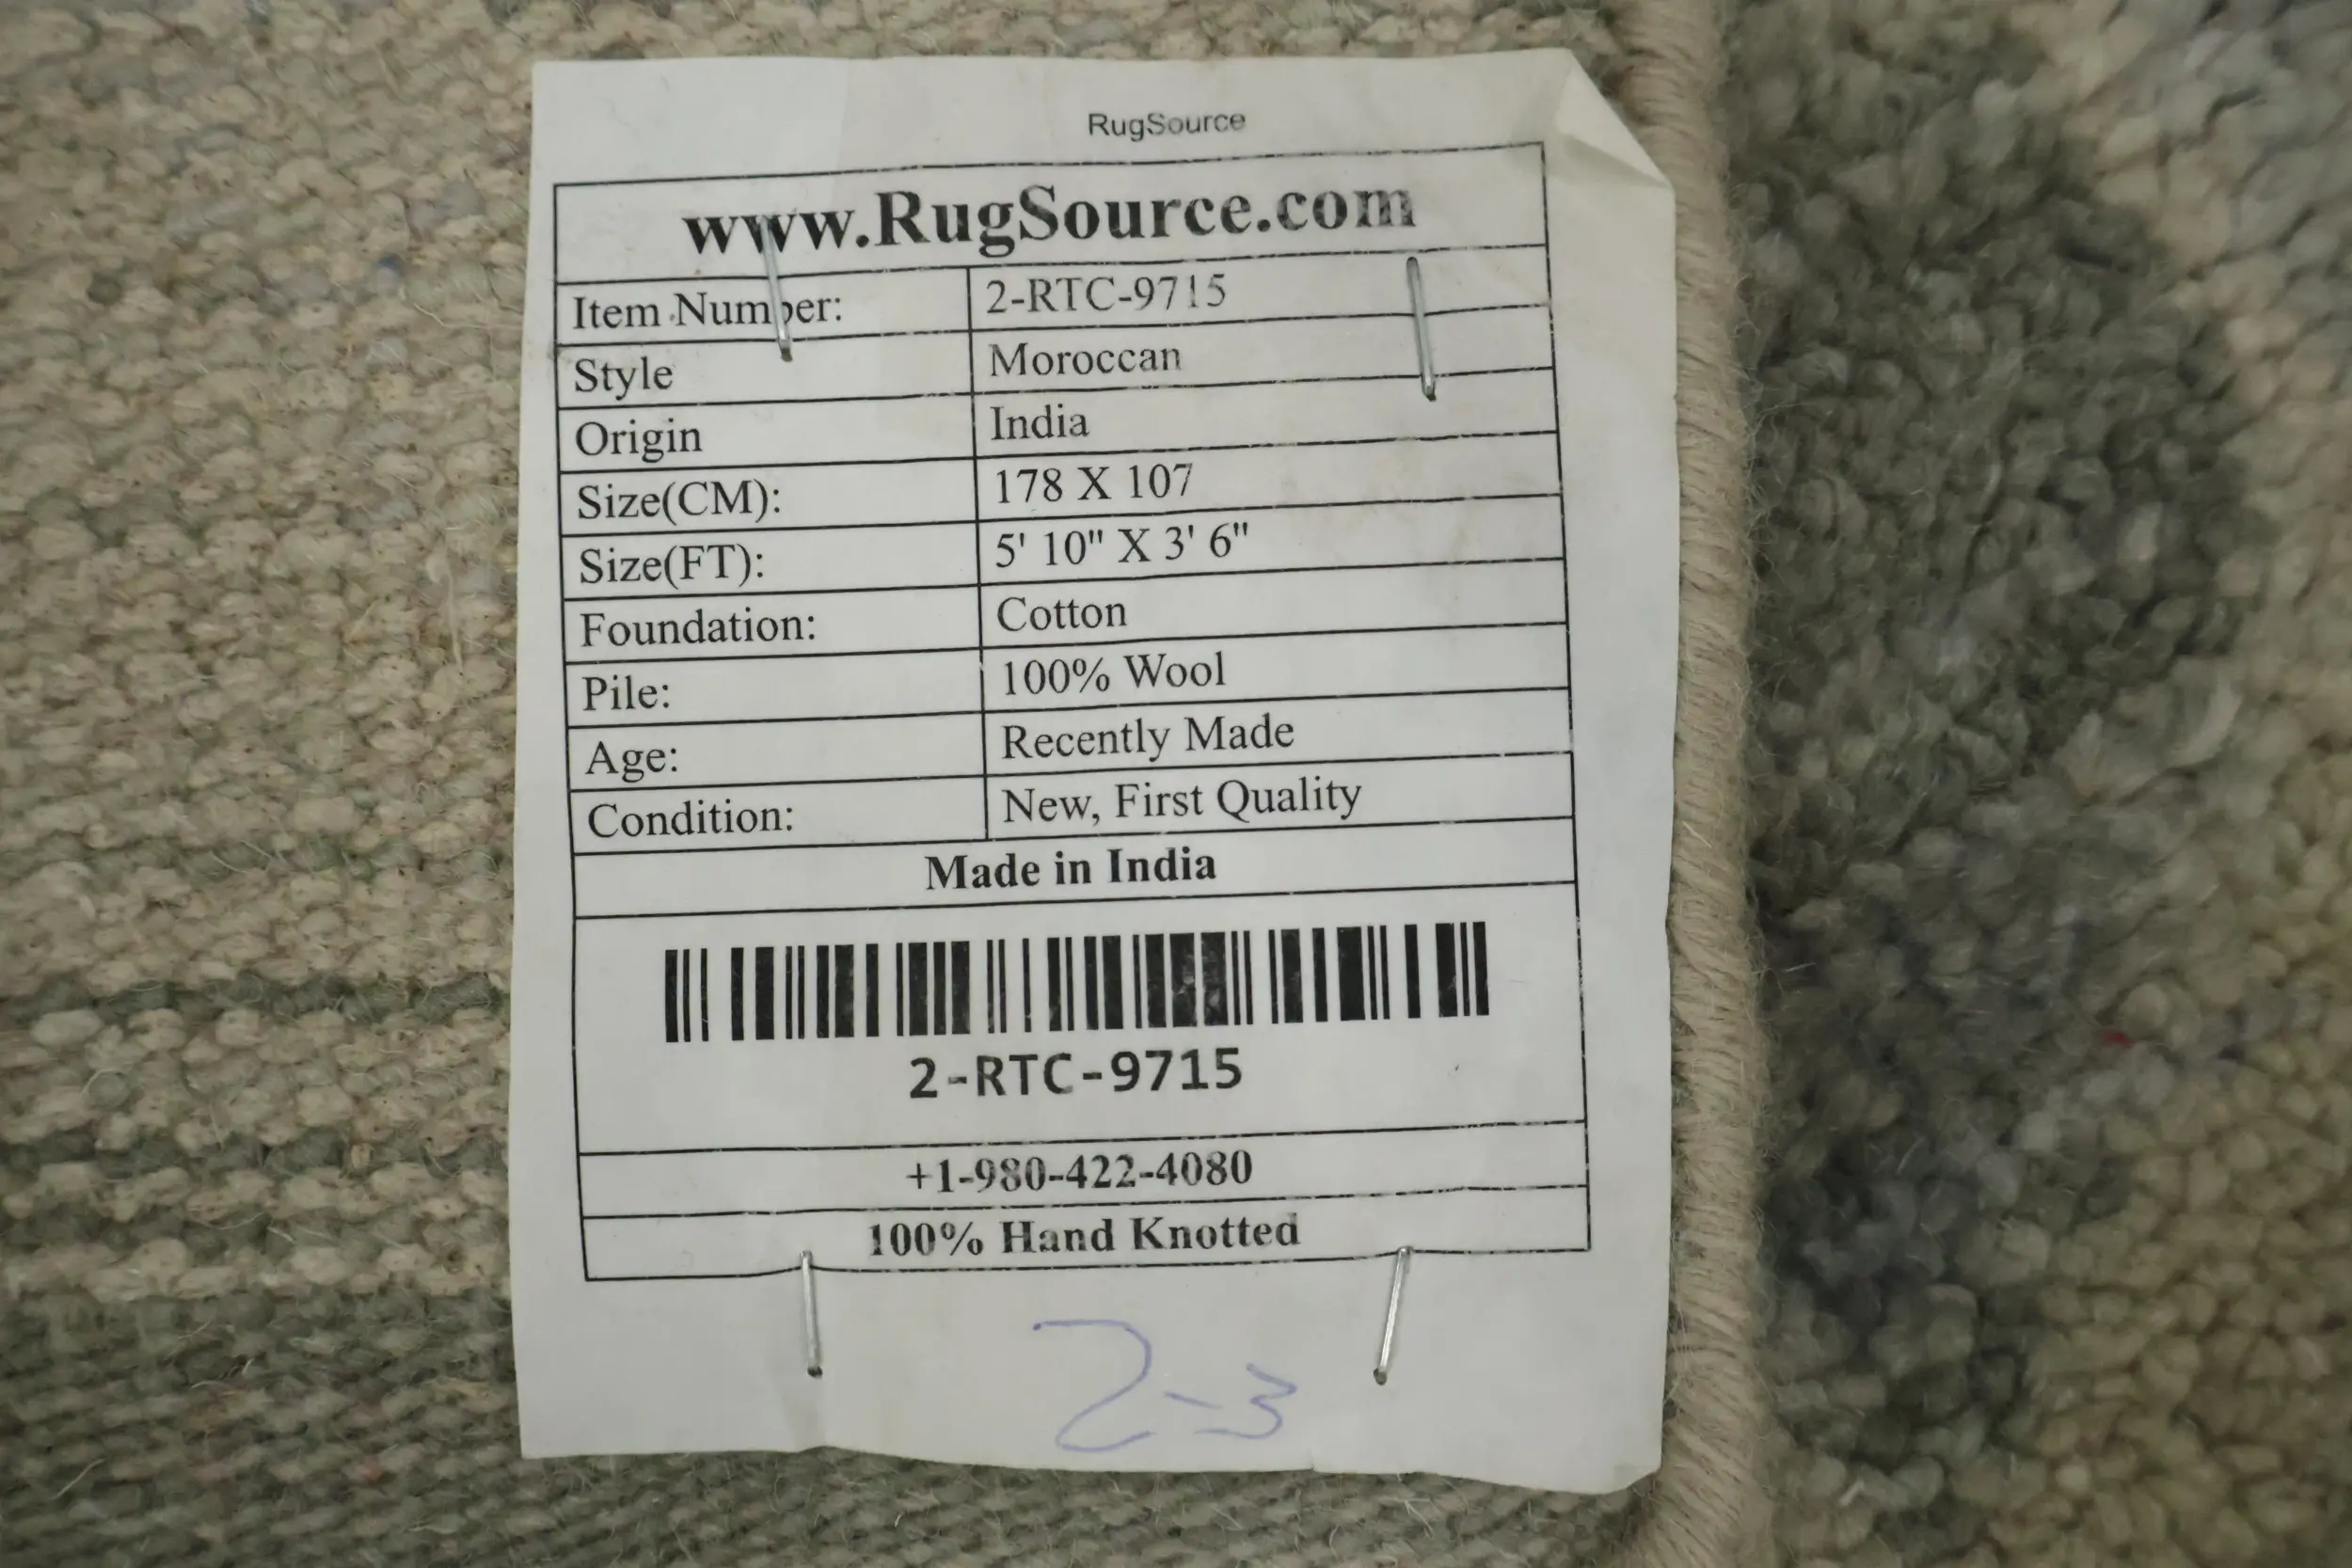 RugSource
www.RugSource.com
Item Number: 2-RTC-9715
Style Moroccan
Origin India
Size(CM): 178 X 107
Size(FT): 5' 10" X 3' 6"
Foundation: Cotton
Pile: 100% Wool
Age: Recently Made
Condition: New, First Quality
Made in India
2-RTC-9715
+1-980-422-4080
100% Hand Knotted
2-3